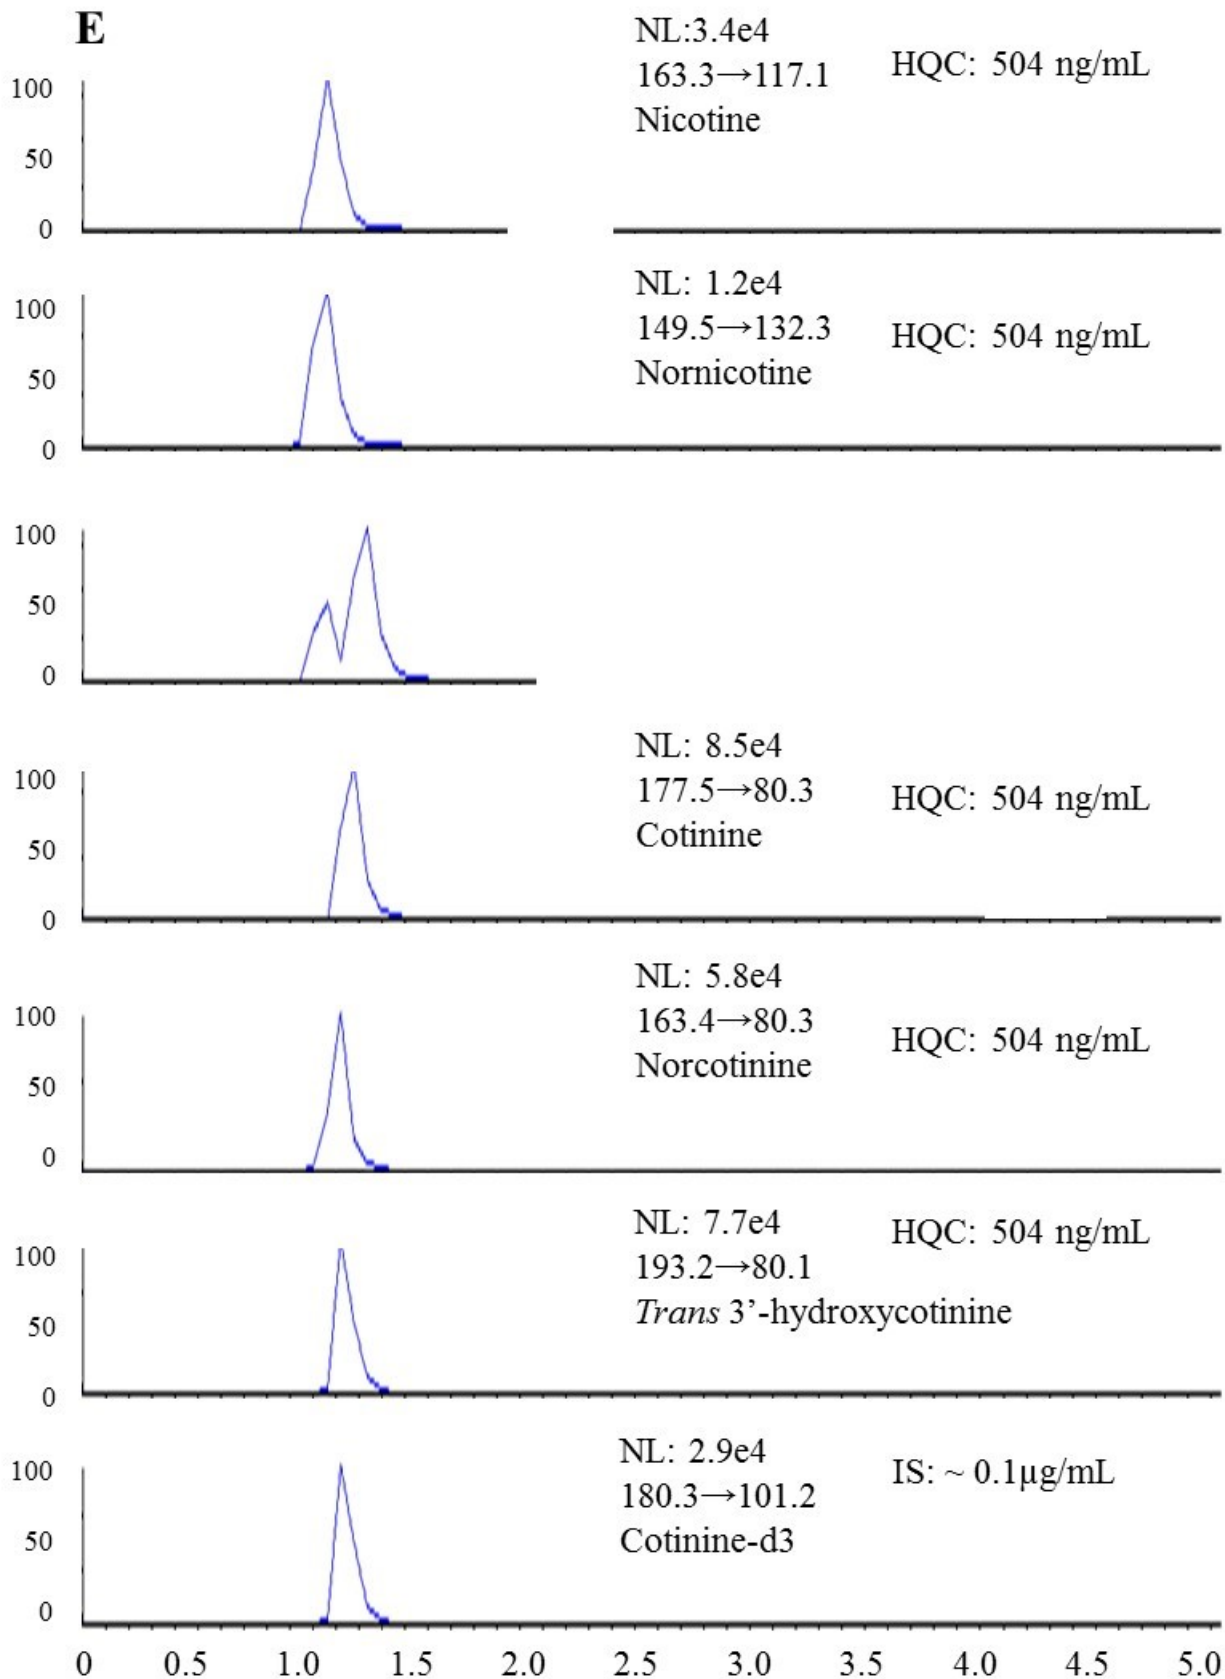 E
NL:3.4e4
163.3→117.1
Nicotine
HQC: 504 ng/mL
100
50
0
NL: 1.2e4
149.5→132.3
Nornicotine
HQC: 504 ng/mL
100
50
0
100
50
0
NL: 8.5e4
177.5→80.3
Cotinine
HQC: 504 ng/mL
100
50
0
NL: 5.8e4
163.4→80.3
Norcotinine
HQC: 504 ng/mL
100
50
0
NL: 7.7e4
193.2→80.1
Trans 3’-hydroxycotinine
HQC: 504 ng/mL
100
50
0
NL: 2.9e4
180.3→101.2
Cotinine-d3
IS: ~ 0.1µg/mL
100
50
0
0 0.5 1.0 1.5 2.0 2.5 3.0 3.5 4.0 4.5 5.0